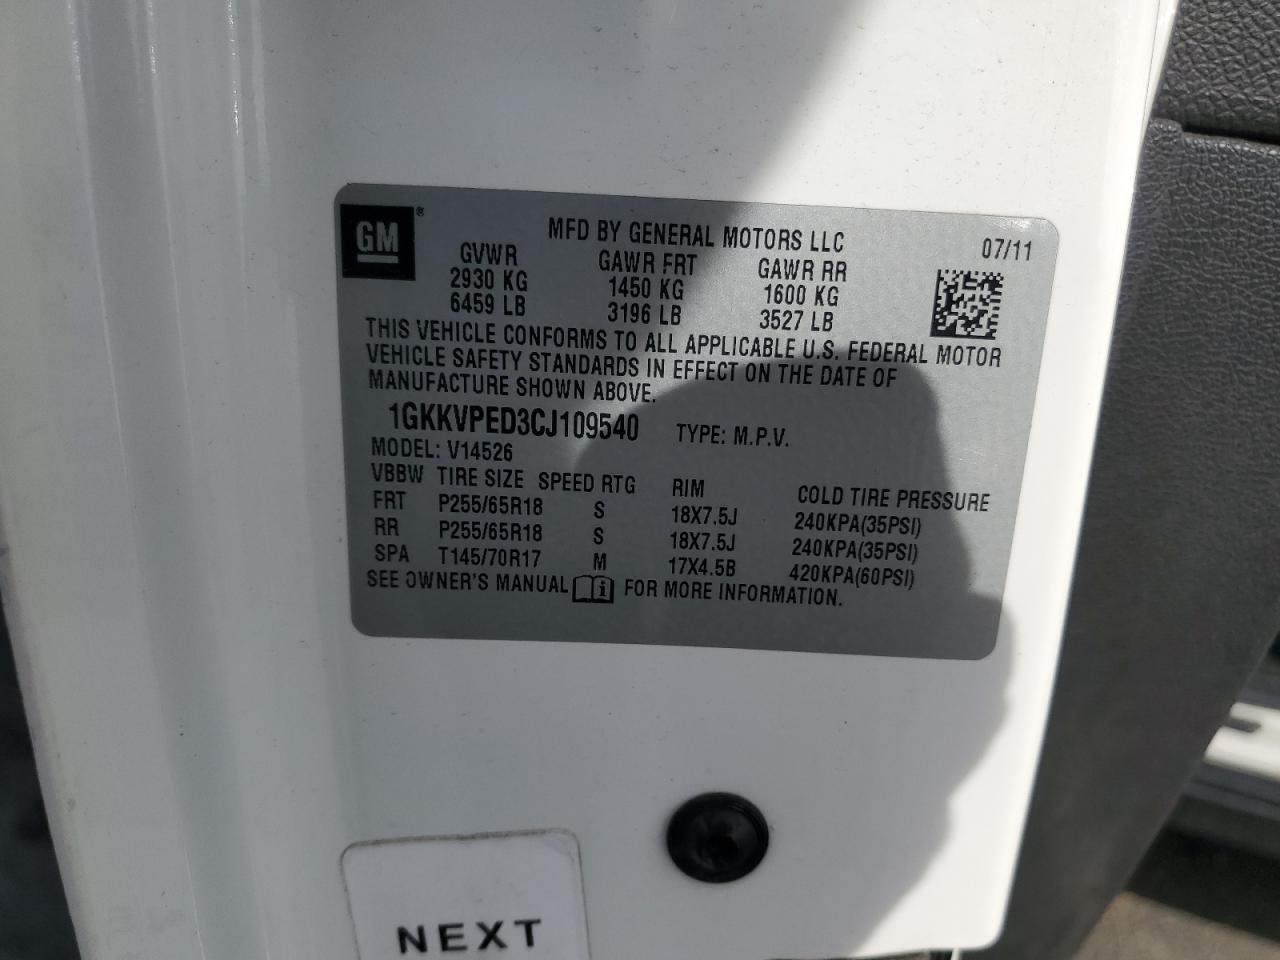 GM®
MFD BY GENERAL MOTORS LLC 07/11
GVWR GAWR FRT GAWR RR
2930 KG 1450 KG 1600 KG
6459 LB 3196 LB 3527 LB
THIS VEHICLE CONFORMS TO ALL APPLICABLE U.S. FEDERAL MOTOR
VEHICLE SAFETY STANDARDS IN EFFECT ON THE DATE OF
MANUFACTURE SHOWN ABOVE.
1GKKVPED3CJ109540 TYPE: M.P.V.
MODEL: V14526
VBBW TIRE SIZE SPEED RTG RIM COLD TIRE PRESSURE
FRT P255/65R18 S 18X7.5J 240KPA(35PSI)
RR P255/65R18 S 18X7.5J 240KPA(35PSI)
SPA T145/70R17 M 17X4.5B 420KPA(60PSI)
SEE OWNER'S MANUAL i FOR MORE INFORMATION.
NEXT